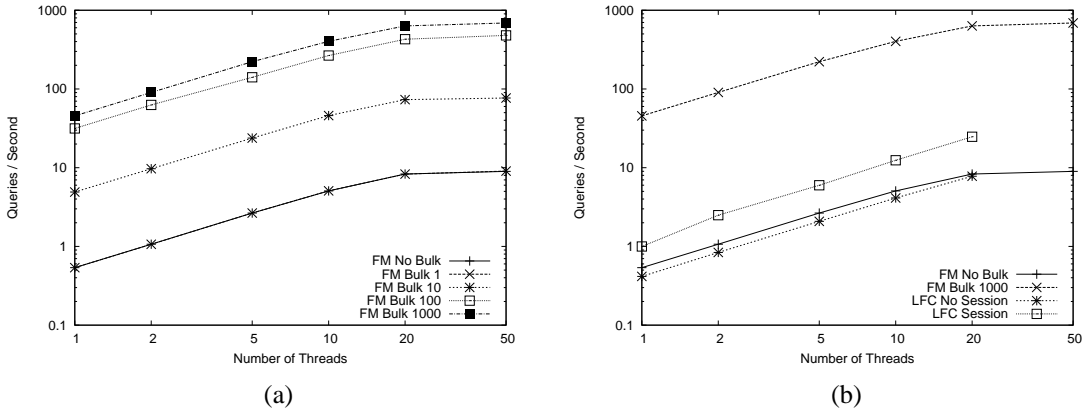 1000
100
10
1
0.1
Queries / Second
1
2
5
10
20
50
Number of Threads
FM No Bulk
FM Bulk 1
FM Bulk 10
FM Bulk 100
FM Bulk 1000
(a)
1000
100
10
1
0.1
Queries / Second
1
2
5
10
20
50
Number of Threads
FM No Bulk
FM Bulk 1000
LFC No Session
LFC Session
(b)